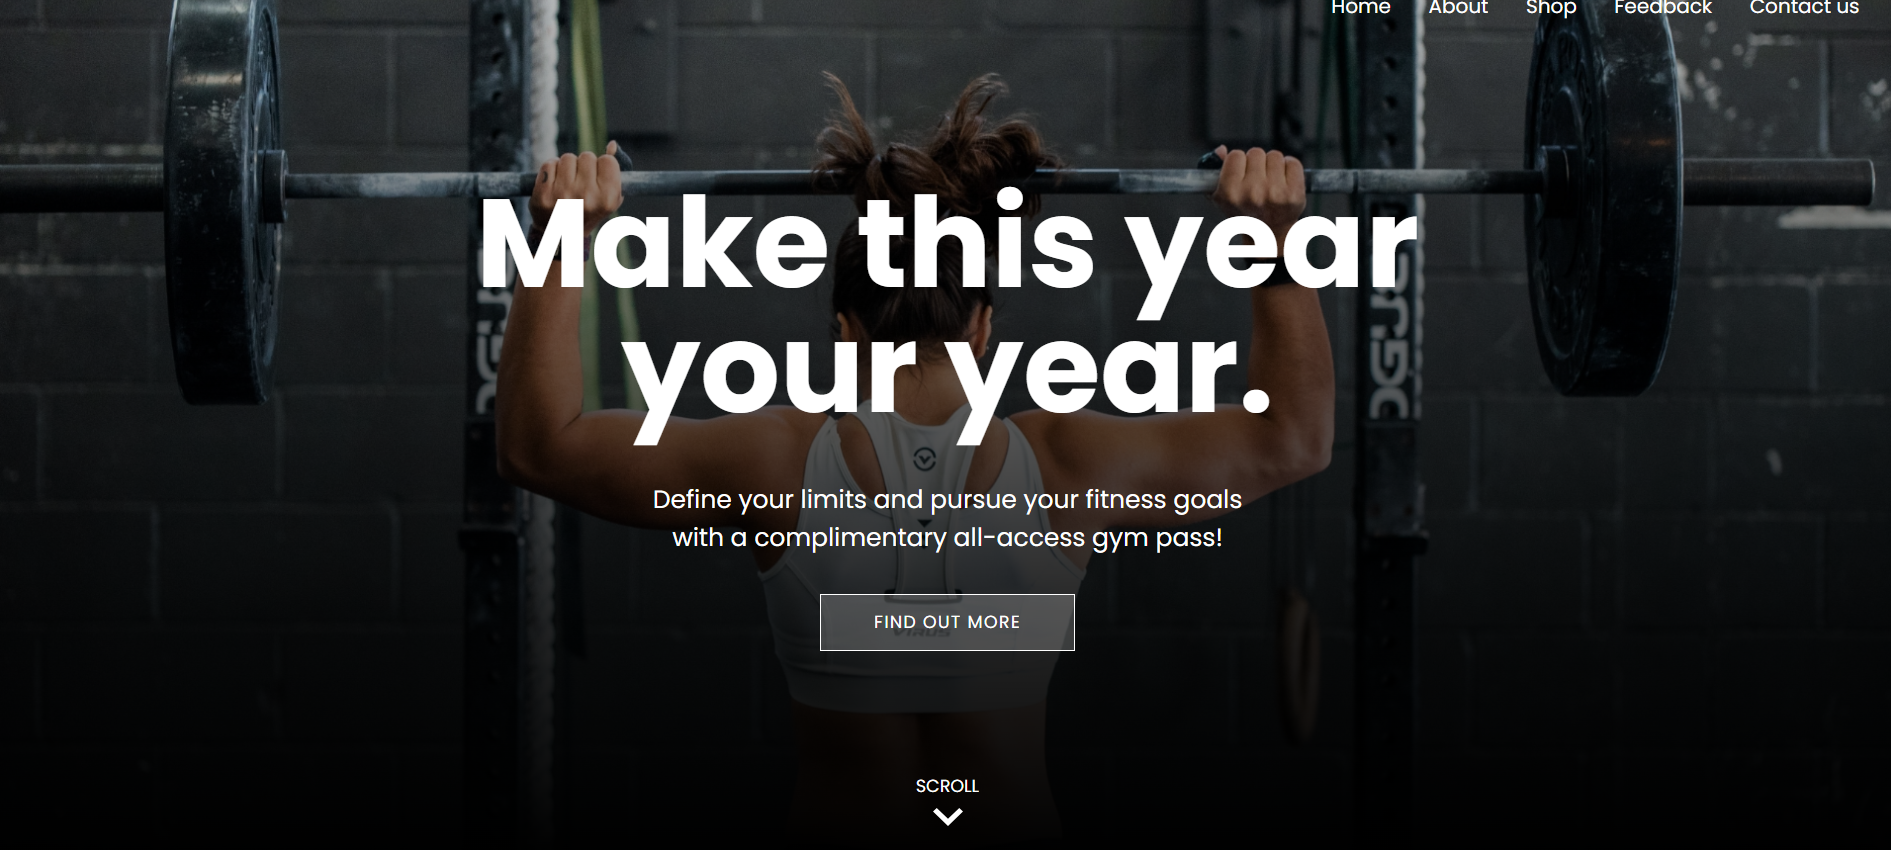 Home About Shop Feedback Contact us
Make this year
your year.
Define your limits and pursue your fitness goals
with a complimentary all-access gym pass!
FIND OUT MORE
VIRUS
SCROLL